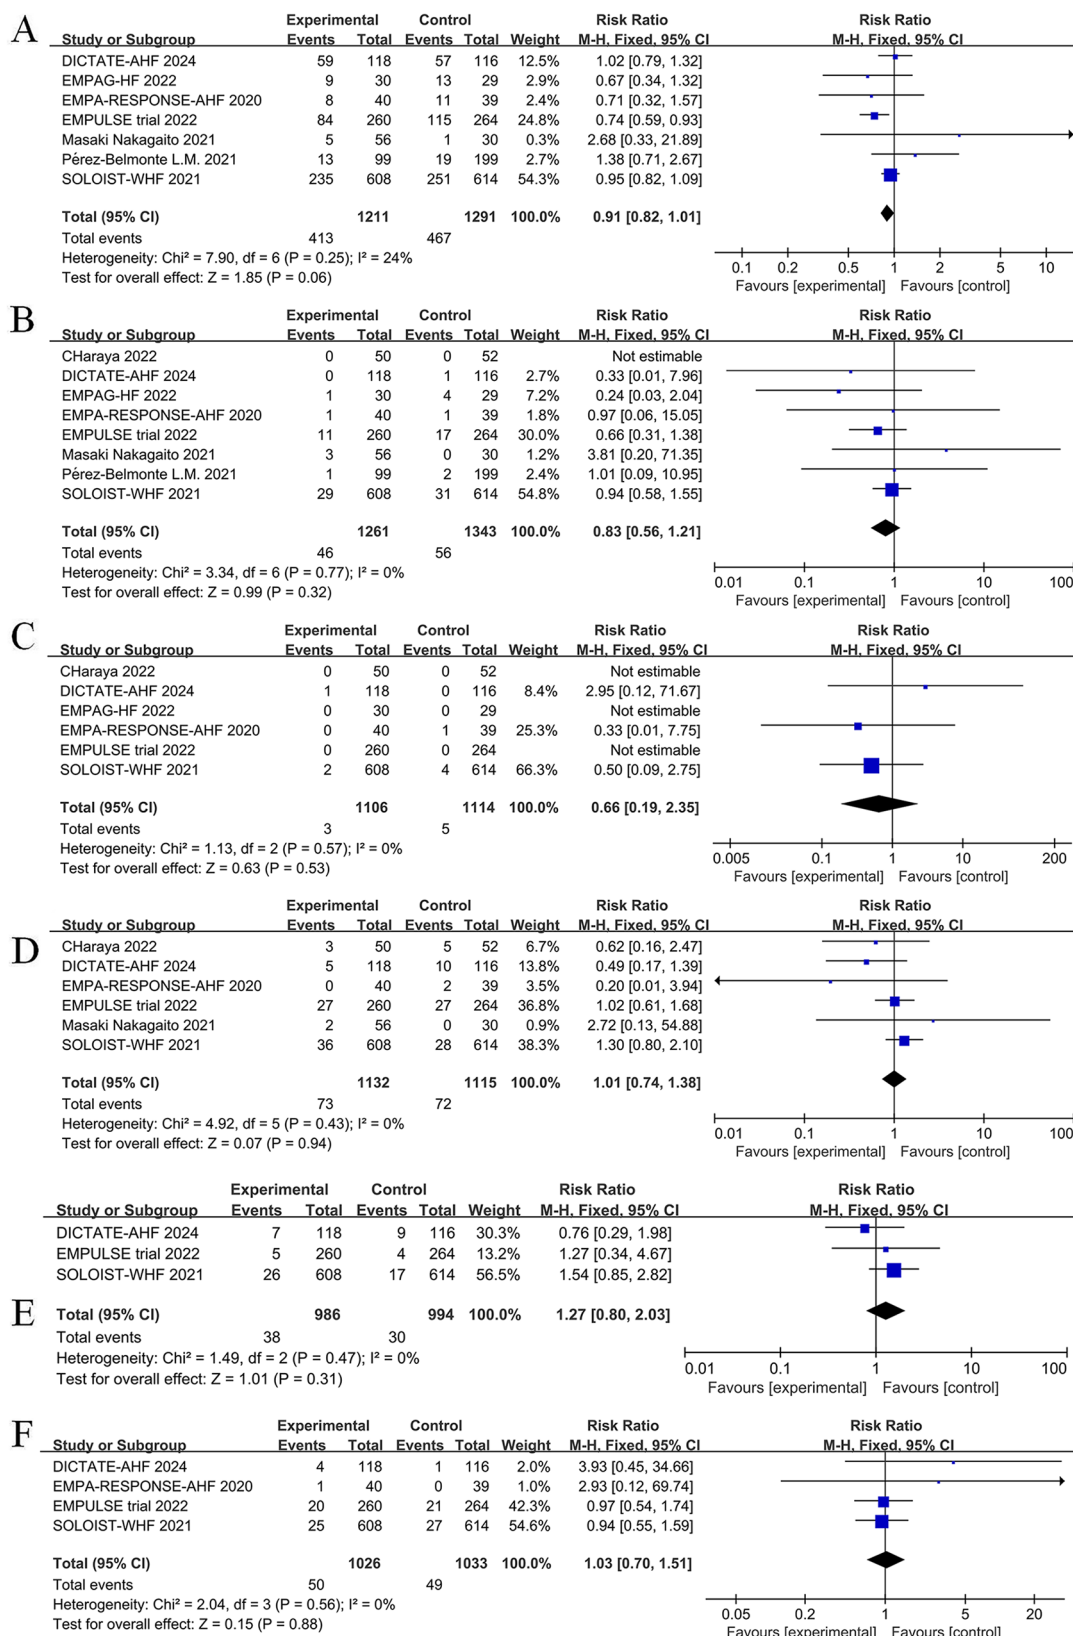 A
Experimental Control Risk Ratio Risk Ratio
Study or Subgroup Events Total Events Total Weight M-H, Fixed, 95% CI M-H, Fixed, 95% CI
DICTATE-AHF 2024 59 118 57 116 12.5% 1.02 [0.79, 1.32]
EMPAG-HF 2022 9 30 13 29 2.9% 0.67 [0.34, 1.32]
EMPA-RESPONSE-AHF 2020 8 40 11 39 2.4% 0.71 [0.32, 1.57]
EMPULSE trial 2022 84 260 115 264 24.8% 0.74 [0.59, 0.93]
Masaki Nakagaito 2021 5 56 1 30 0.3% 2.68 [0.33, 21.89]
Pérez-Belmonte L.M. 2021 13 99 19 199 2.7% 1.38 [0.71, 2.67]
SOLOIST-WHF 2021 235 608 251 614 54.3% 0.95 [0.82, 1.09]
Total (95% CI) 1211 1291 100.0% 0.91 [0.82, 1.01]
Total events 413 467
Heterogeneity: Chi² = 7.90, df = 6 (P = 0.25); I² = 24%
Test for overall effect: Z = 1.85 (P = 0.06)
0.1 0.2 0.5 1 2 5 10
Favours [experimental] Favours [control]
B
Experimental Control Risk Ratio Risk Ratio
Study or Subgroup Events Total Events Total Weight M-H, Fixed, 95% CI M-H, Fixed, 95% CI
CHaraya 2022 0 50 0 52 Not estimable
DICTATE-AHF 2024 0 118 1 116 2.7% 0.33 [0.01, 7.96]
EMPAG-HF 2022 1 30 4 29 7.2% 0.24 [0.03, 2.04]
EMPA-RESPONSE-AHF 2020 1 40 1 39 1.8% 0.97 [0.06, 15.05]
EMPULSE trial 2022 11 260 17 264 30.0% 0.66 [0.31, 1.38]
Masaki Nakagaito 2021 3 56 0 30 1.2% 3.81 [0.20, 71.35]
Pérez-Belmonte L.M. 2021 1 99 2 199 2.4% 1.01 [0.09, 10.95]
SOLOIST-WHF 2021 29 608 31 614 54.8% 0.94 [0.58, 1.55]
Total (95% CI) 1261 1343 100.0% 0.83 [0.56, 1.21]
Total events 46 56
Heterogeneity: Chi² = 3.34, df = 6 (P = 0.77); I² = 0%
Test for overall effect: Z = 0.99 (P = 0.32)
0.01 0.1 1 10 100
Favours [experimental] Favours [control]
C
Experimental Control Risk Ratio Risk Ratio
Study or Subgroup Events Total Events Total Weight M-H, Fixed, 95% CI M-H, Fixed, 95% CI
CHaraya 2022 0 50 0 52 Not estimable
DICTATE-AHF 2024 1 118 0 116 8.4% 2.95 [0.12, 71.67]
EMPAG-HF 2022 0 30 0 29 Not estimable
EMPA-RESPONSE-AHF 2020 0 40 1 39 25.3% 0.33 [0.01, 7.75]
EMPULSE trial 2022 0 260 0 264 Not estimable
SOLOIST-WHF 2021 2 608 4 614 66.3% 0.50 [0.09, 2.75]
Total (95% CI) 1106 1114 100.0% 0.66 [0.19, 2.35]
Total events 3 5
Heterogeneity: Chi² = 1.13, df = 2 (P = 0.57); I² = 0%
Test for overall effect: Z = 0.63 (P = 0.53)
0.005 0.1 1 10 200
Favours [experimental] Favours [control]
D
Experimental Control Risk Ratio Risk Ratio
Study or Subgroup Events Total Events Total Weight M-H, Fixed, 95% CI M-H, Fixed, 95% CI
CHaraya 2022 3 50 5 52 6.7% 0.62 [0.16, 2.47]
DICTATE-AHF 2024 5 118 10 116 13.8% 0.49 [0.17, 1.39]
EMPA-RESPONSE-AHF 2020 0 40 2 39 3.5% 0.20 [0.01, 3.94]
EMPULSE trial 2022 27 260 27 264 36.8% 1.02 [0.61, 1.68]
Masaki Nakagaito 2021 2 56 0 30 0.9% 2.72 [0.13, 54.88]
SOLOIST-WHF 2021 36 608 28 614 38.3% 1.30 [0.80, 2.10]
Total (95% CI) 1132 1115 100.0% 1.01 [0.74, 1.38]
Total events 73 72
Heterogeneity: Chi² = 4.92, df = 5 (P = 0.43); I² = 0%
Test for overall effect: Z = 0.07 (P = 0.94)
0.01 0.1 1 10 100
Favours [experimental] Favours [control]
Experimental Control Risk Ratio Risk Ratio
Study or Subgroup Events Total Events Total Weight M-H, Fixed, 95% CI M-H, Fixed, 95% CI
DICTATE-AHF 2024 7 118 9 116 30.3% 0.76 [0.29, 1.98]
EMPULSE trial 2022 5 260 4 264 13.2% 1.27 [0.34, 4.67]
SOLOIST-WHF 2021 26 608 17 614 56.5% 1.54 [0.85, 2.82]
E
Total (95% CI) 986 994 100.0% 1.27 [0.80, 2.03]
Total events 38 30
Heterogeneity: Chi² = 1.49, df = 2 (P = 0.47); I² = 0%
Test for overall effect: Z = 1.01 (P = 0.31)
0.01 0.1 1 10 100
Favours [experimental] Favours [control]
F
Experimental Control Risk Ratio Risk Ratio
Study or Subgroup Events Total Events Total Weight M-H, Fixed, 95% CI M-H, Fixed, 95% CI
DICTATE-AHF 2024 4 118 1 116 2.0% 3.93 [0.45, 34.66]
EMPA-RESPONSE-AHF 2020 1 40 0 39 1.0% 2.93 [0.12, 69.74]
EMPULSE trial 2022 20 260 21 264 42.3% 0.97 [0.54, 1.74]
SOLOIST-WHF 2021 25 608 27 614 54.6% 0.94 [0.55, 1.59]
Total (95% CI) 1026 1033 100.0% 1.03 [0.70, 1.51]
Total events 50 49
Heterogeneity: Chi² = 2.04, df = 3 (P = 0.56); I² = 0%
Test for overall effect: Z = 0.15 (P = 0.88)
0.05 0.2 1 5 20
Favours [experimental] Favours [control]